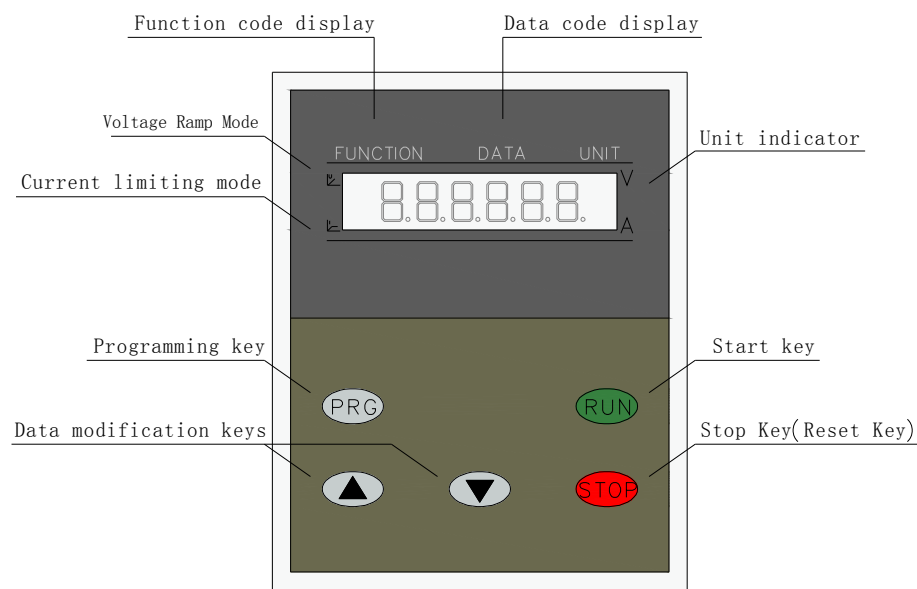 Function code display
Data code display
Voltage Ramp Mode
FUNCTION DATA UNIT
Unit indicator
Current limiting mode
V
8.8.8.8.8.8.
A
Programming key
Start key
PRG
RUN
Data modification keys
Stop Key(Reset Key)
STOP